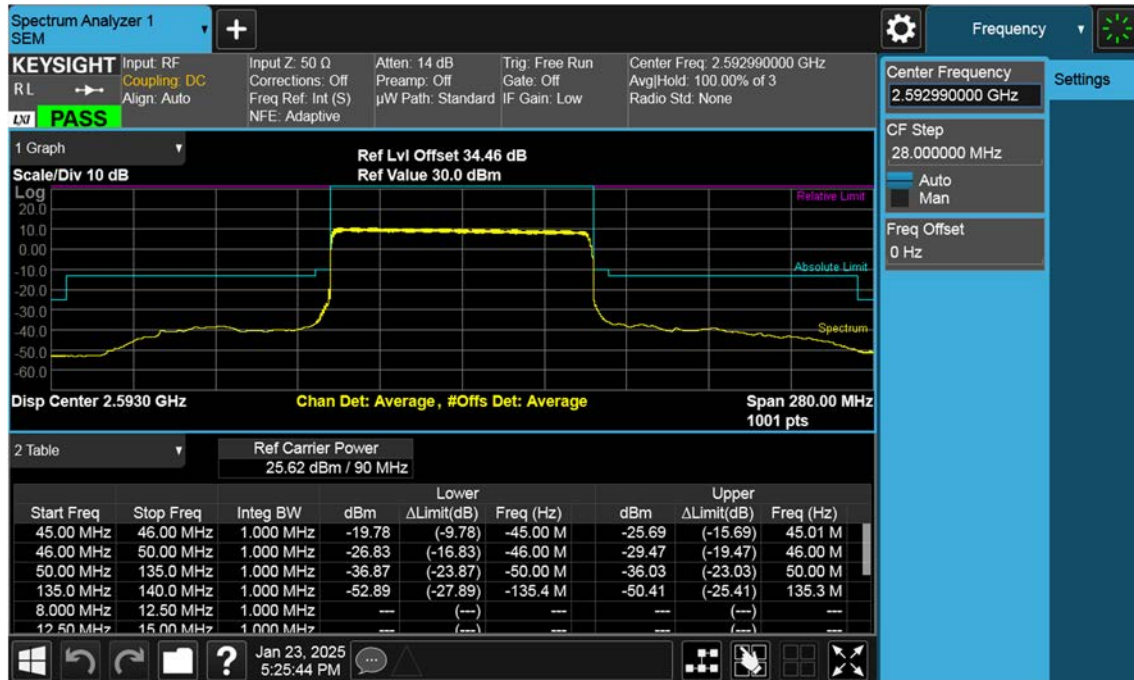 Spectrum Analyzer 1
SEM
Frequency
KEYSIGHT
R L
LXI
PASS
Input: RF
Coupling: DC
Align: Auto
Input Z: 50 Ω
Corrections: Off
Freq Ref: Int (S)
NFE: Adaptive
Atten: 14 dB
Preamp: Off
µW Path: Standard
Trig: Free Run
Gate: Off
IF Gain: Low
Center Freq: 2.592990000 GHz
Avg|Hold: 100.00% of 3
Radio Std: None
Center Frequency
2.592990000 GHz
Settings
CF Step
28.000000 MHz
Auto
Man
Freq Offset
0 Hz
1 Graph
Ref Lvl Offset 34.46 dB
Scale/Div 10 dB
Ref Value 30.0 dBm
Log
Relative Limit
20.0
10.0
0.00
-10.0
Absolute Limit
-20.0
-30.0
-40.0
Spectrum
-50.0
-60.0
Disp Center 2.5930 GHz
Chan Det: Average, #Offs Det: Average
Span 280.00 MHz
1001 pts
2 Table
Ref Carrier Power
25.62 dBm / 90 MHz
Lower Upper
Start Freq Stop Freq Integ BW dBm ΔLimit(dB) Freq (Hz) dBm ΔLimit(dB) Freq (Hz)
45.00 MHz 46.00 MHz 1.000 MHz -19.78 (-9.78) -45.00 M -25.69 (-15.69) 45.01 M
46.00 MHz 50.00 MHz 1.000 MHz -26.83 (-16.83) -46.00 M -29.47 (-19.47) 46.00 M
50.00 MHz 135.0 MHz 1.000 MHz -36.87 (-23.87) -50.00 M -36.03 (-23.03) 50.00 M
135.0 MHz 140.0 MHz 1.000 MHz -52.89 (-27.89) -135.4 M -50.41 (-25.41) 135.3 M
8.000 MHz 12.50 MHz 1.000 MHz --- (---) --- --- (---) ---
12.50 MHz 15.00 MHz 1.000 MHz --- (---) --- --- (---) ---
Jan 23, 2025
5:25:44 PM